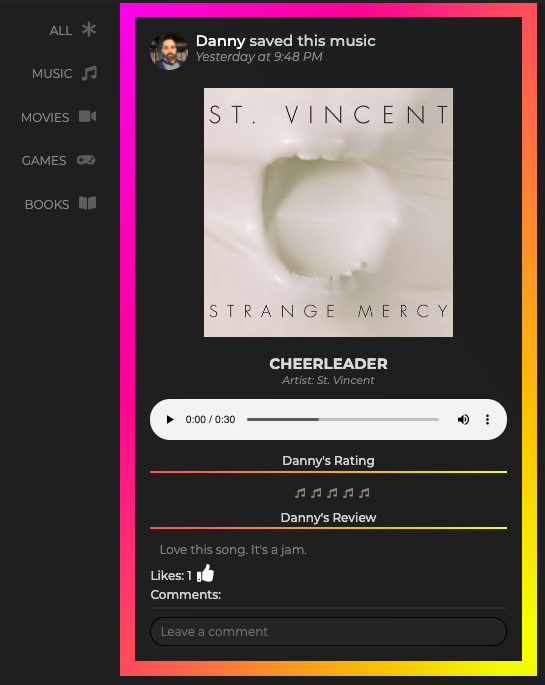 ALL
MUSIC
MOVIES
GAMES
BOOKS
Danny saved this music
Yesterday at 9:48 PM
ST. VINCENT
STRANGE MERCY
CHEERLEADER
Artist: St. Vincent
0:00 / 0:30
Danny's Rating
Danny's Review
Love this song. It's a jam.
Likes: 1
Comments:
Leave a comment